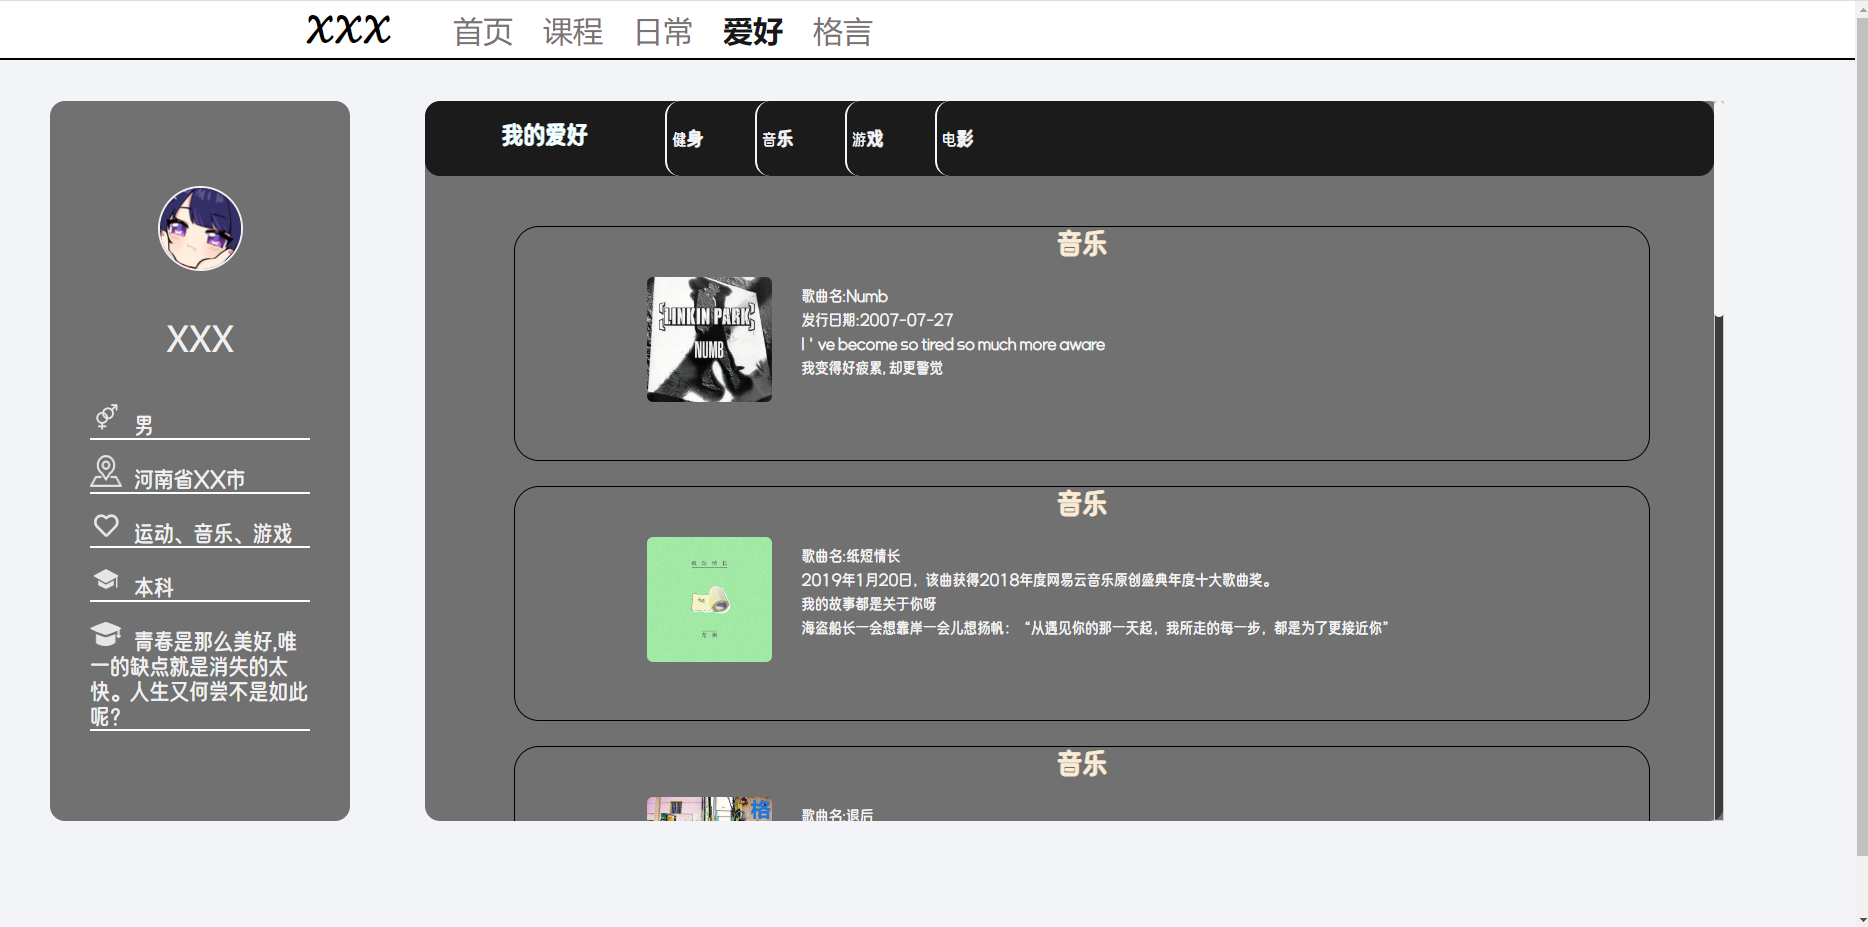 XXX 首页 课程 日常 爱好 格言
XXX
男
河南省XX市
运动、音乐、游戏
本科
青春是那么美好,唯
一的缺点就是消失的太
快。人生又何尝不是如此
呢?
我的爱好 健身 音乐 游戏 电影
音乐
LINKIN PARK
NUMB
歌曲名:Numb
发行日期:2007-07-27
I ' ve become so tired so much more aware
我变得好疲累, 却更警觉
音乐
纸 短 情 长
歌曲名:纸短情长
2019年1月20日，该曲获得2018年度网易云音乐原创盛典年度十大歌曲奖。
我的故事都是关于你呀
海盗船长一会想靠岸一会儿想扬帆：“从遇见你的那一天起，我所走的每一步，都是为了更接近你”
音乐
格
歌曲名:退后